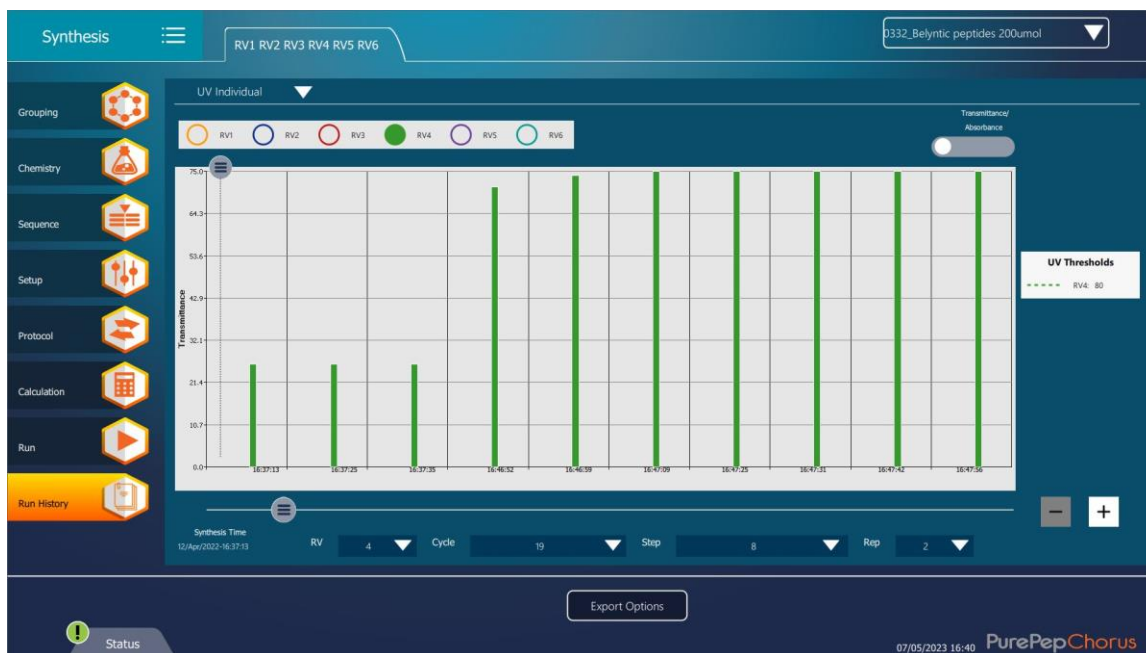 Synthesis
RV1 RV2 RV3 RV4 RV5 RV6
0332_Belyntic peptides 200umol
Grouping
Chemistry
Sequence
Setup
Protocol
Calculation
Run
Run History
UV Individual
RV1 RV2 RV3 RV4 RV5 RV6
Transmittance/
Absorbance
Transmittance
75.0
64.3
53.6
42.9
32.1
21.4
10.7
0.0
16:37:13 16:37:25 16:37:35 16:46:52 16:46:59 16:47:09 16:47:25 16:47:31 16:47:42 16:47:56
UV Thresholds
RV4: 80
− +
Synthesis Time
12/Apr/2022-16:37:13
RV 4 Cycle 19 Step 8 Rep 2
Export Options
! Status
07/05/2023 16:40 PurePepChorus